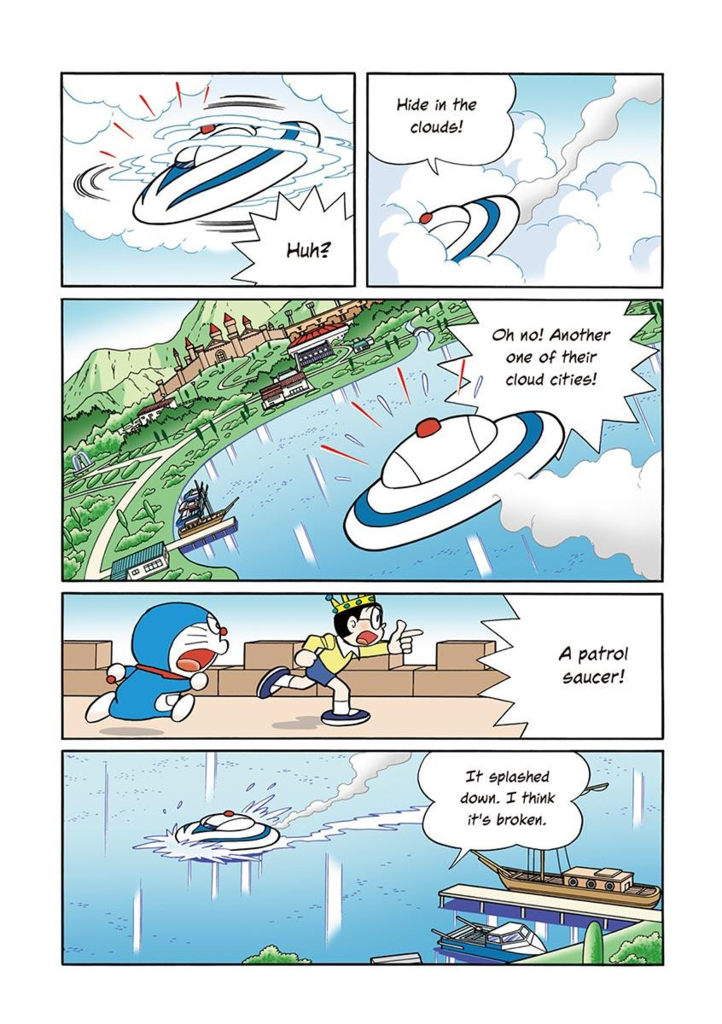 Huh?
Hide in the
clouds!
Oh no! Another
one of their
cloud cities!
A patrol
saucer!
It splashed
down. I think
it's broken.